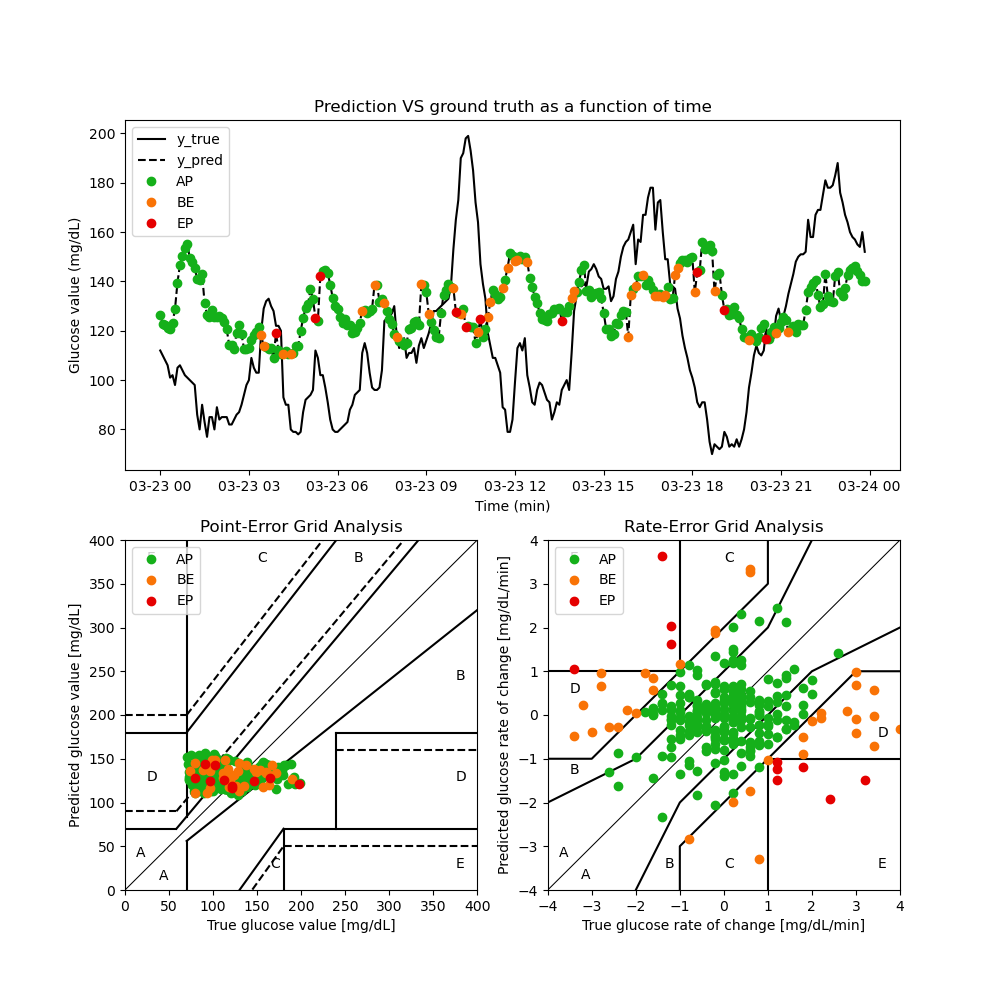 Prediction VS ground truth as a function of time
Glucose value (mg/dL)
200
180
160
140
120
100
80
y_true
y_pred
AP
BE
EP
03-23 00 03-23 03 03-23 06 03-23 09 03-23 12 03-23 15 03-23 18 03-23 21 03-24 00
Time (min)
Point-Error Grid Analysis
Predicted glucose value [mg/dL]
400
350
300
250
200
150
100
50
0
AP
BE
EP
C
B
B
D
D
A
A
C
E
0 50 100 150 200 250 300 350 400
True glucose value [mg/dL]
Rate-Error Grid Analysis
Predicted glucose rate of change [mg/dL/min]
4
3
2
1
0
−1
−2
−3
−4
AP
BE
EP
C
D
D
B
A
A
B
C
E
−4 −3 −2 −1 0 1 2 3 4
True glucose rate of change [mg/dL/min]